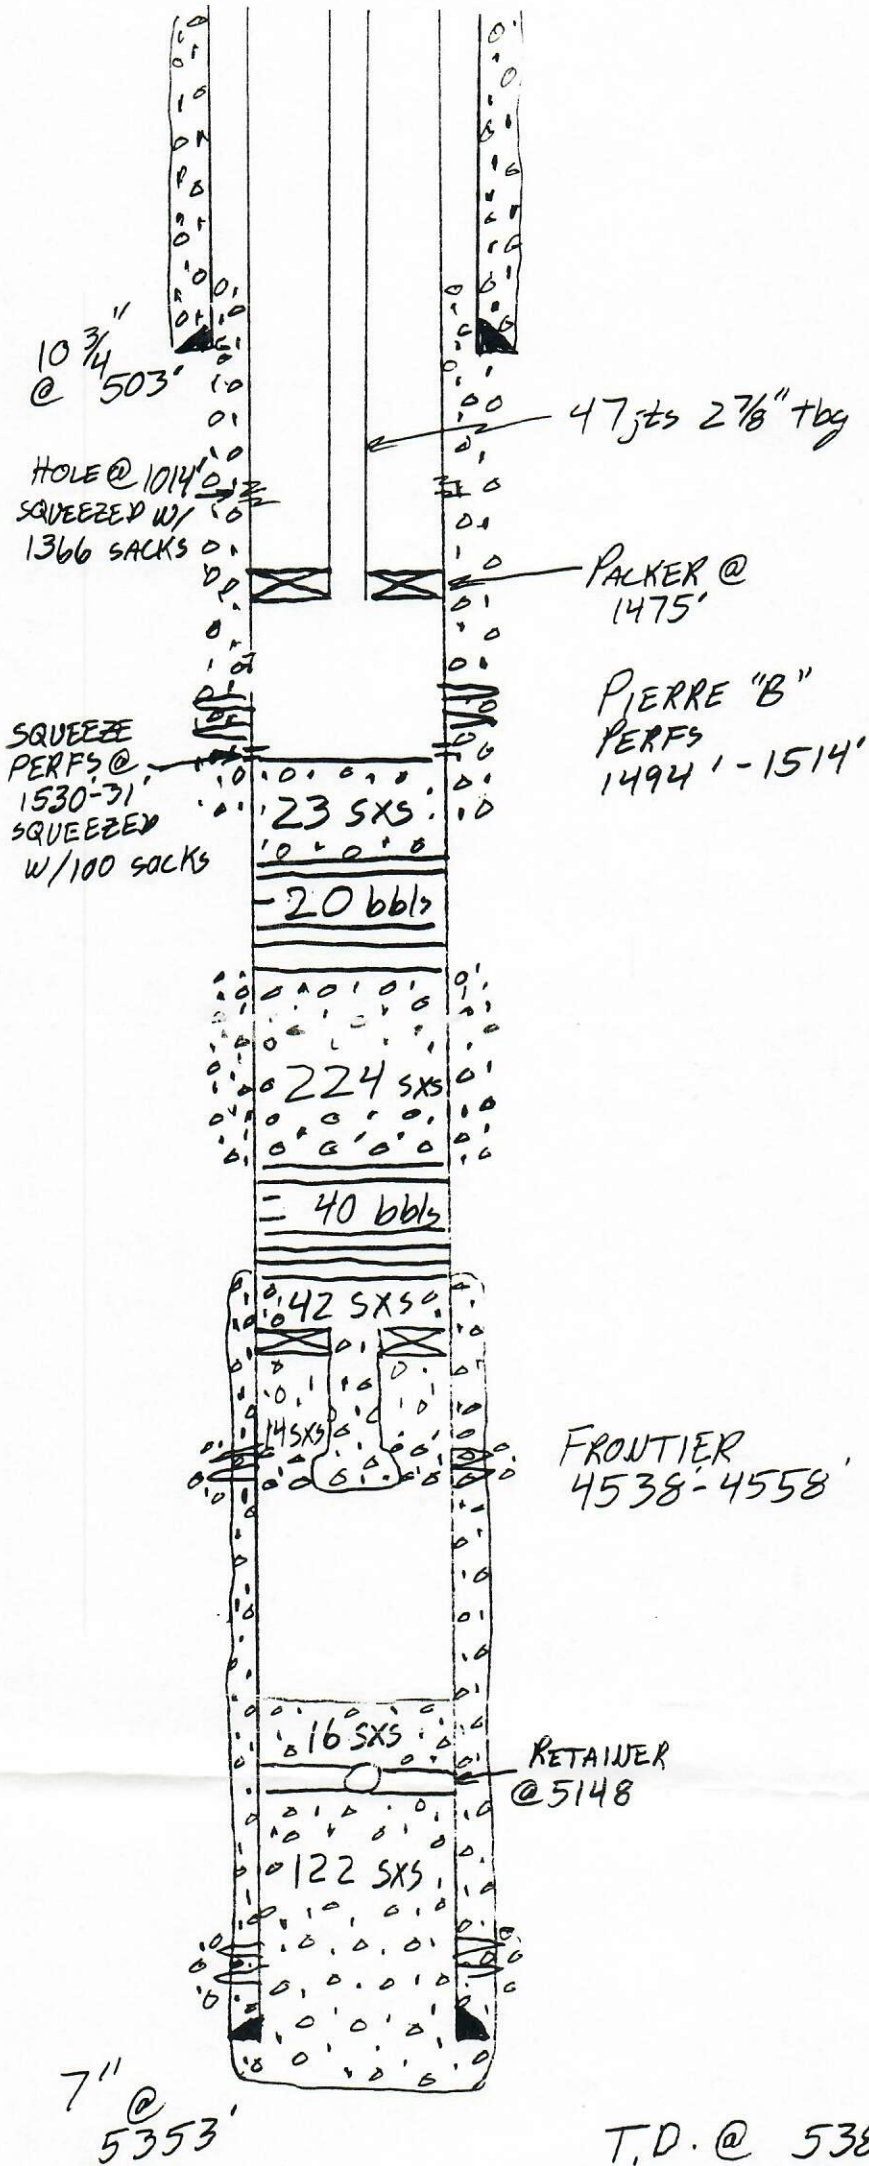 10 3/4"
@ 503'
47 jts 2 7/8" tbg
HOLE @ 1014'
SQUEEZED W/
1366 SACKS
PACKER @
1475'
PIERRE "B"
PERFS
1494' - 1514'
SQUEEZE
PERFS @
1530-31'
SQUEEZED
W/100 SACKS
23 SXS
20 bbls
224 SXS
40 bbls
42 SXS
14 SXS
FRONTIER
4538'-4558'
16 SXS
RETAINER
@ 5148
122 SXS
7" @
5353'
T.D. @ 538